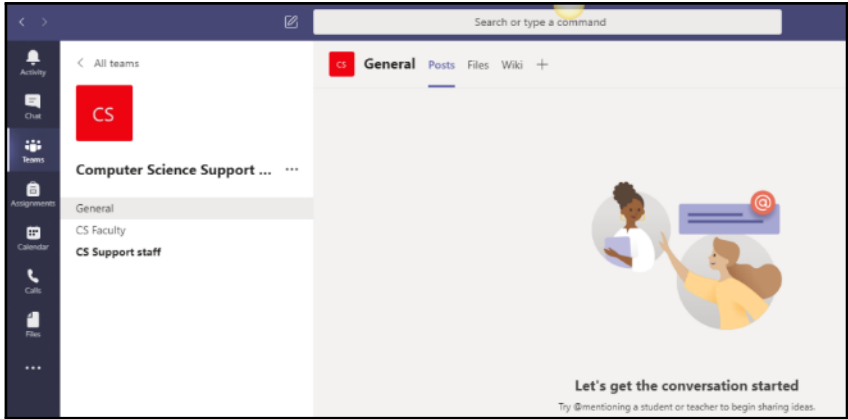 Search or type a command
Activity
Chat
Teams
Assignments
Calendar
Calls
Files
All teams
CS
Computer Science Support ...
General
CS Faculty
CS Support staff
CS General Posts Files Wiki
@
Let's get the conversation started
Try @mentioning a student or teacher to begin sharing ideas.